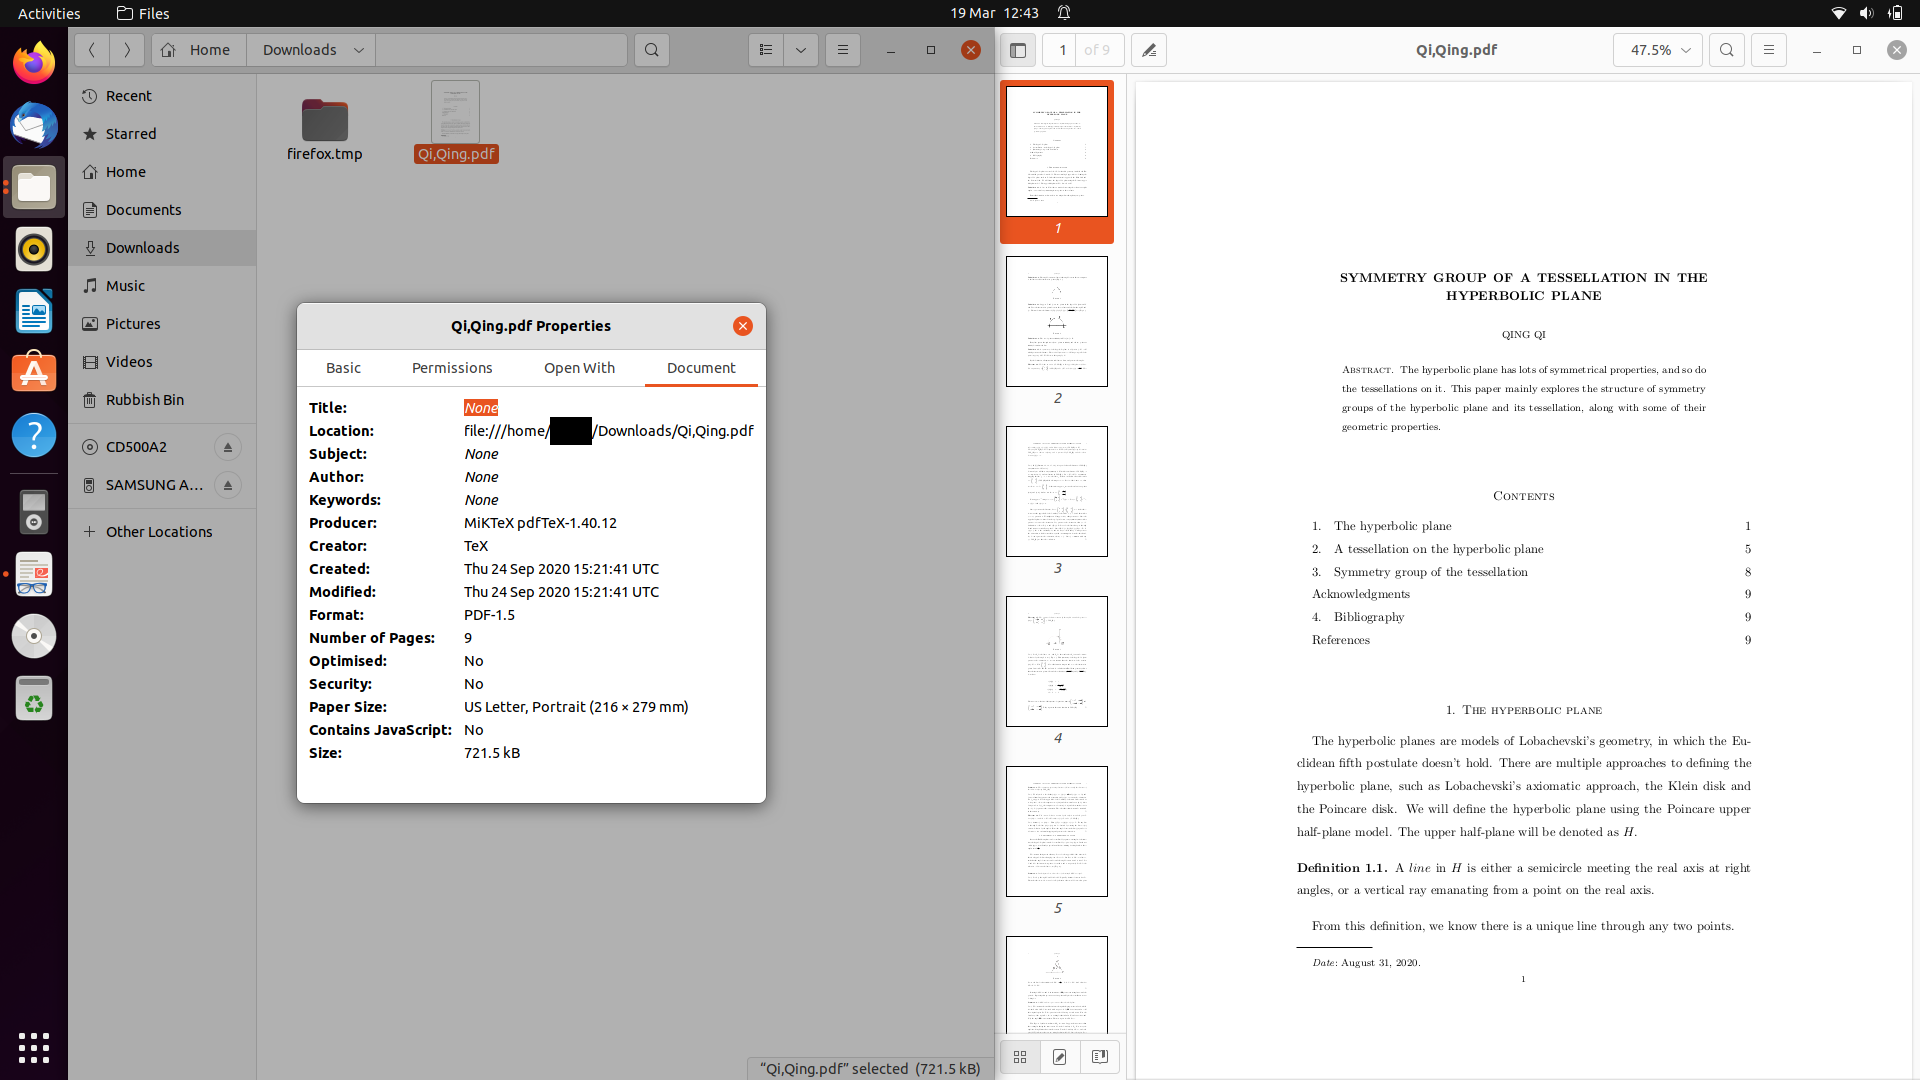 Activities
Files
19 Mar 12:43
Home
Downloads
Recent
Starred
Home
Documents
Downloads
Music
Pictures
Videos
Rubbish Bin
CD500A2
SAMSUNG A...
Other Locations
firefox.tmp
Qi,Qing.pdf
Qi,Qing.pdf Properties
Basic
Permissions
Open With
Document
Title: None
Location: file:///home/ /Downloads/Qi,Qing.pdf
Subject: None
Author: None
Keywords: None
Producer: MiKTeX pdfTeX-1.40.12
Creator: TeX
Created: Thu 24 Sep 2020 15:21:41 UTC
Modified: Thu 24 Sep 2020 15:21:41 UTC
Format: PDF-1.5
Number of Pages: 9
Optimised: No
Security: No
Paper Size: US Letter, Portrait (216 × 279 mm)
Contains JavaScript: No
Size: 721.5 kB
“Qi,Qing.pdf” selected (721.5 kB)
1 of 9
Qi,Qing.pdf
47.5%
1
2
3
4
5
SYMMETRY GROUP OF A TESSELLATION IN THE
HYPERBOLIC PLANE
QING QI
Abstract. The hyperbolic plane has lots of symmetrical properties, and so do
the tessellations on it. This paper mainly explores the structure of symmetry
groups of the hyperbolic plane and its tessellation, along with some of their
geometric properties.
Contents
1. The hyperbolic plane 1
2. A tessellation on the hyperbolic plane 5
3. Symmetry group of the tessellation 8
Acknowledgments 9
4. Bibliography 9
References 9
1. The hyperbolic plane
The hyperbolic planes are models of Lobachevski's geometry, in which the Eu-
clidean fifth postulate doesn't hold. There are multiple approaches to defining the
hyperbolic plane, such as Lobachevski's axiomatic approach, the Klein disk and
the Poincare disk. We will define the hyperbolic plane using the Poincare upper
half-plane model. The upper half-plane will be denoted as H.
Definition 1.1. A line in H is either a semicircle meeting the real axis at right
angles, or a vertical ray emanating from a point on the real axis.
From this definition, we know there is a unique line through any two points.
Date: August 31, 2020.
1